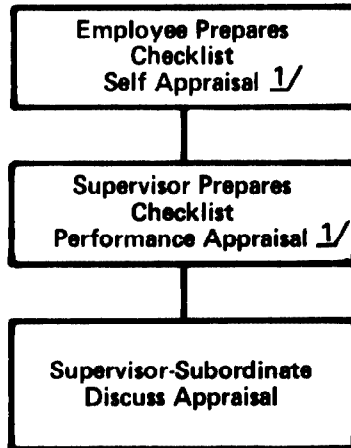 Employee Prepares
Checklist
Self Appraisal 1/
Supervisor Prepares
Checklist
Performance Appraisal 1/
Supervisor-Subordinate
Discuss Appraisal